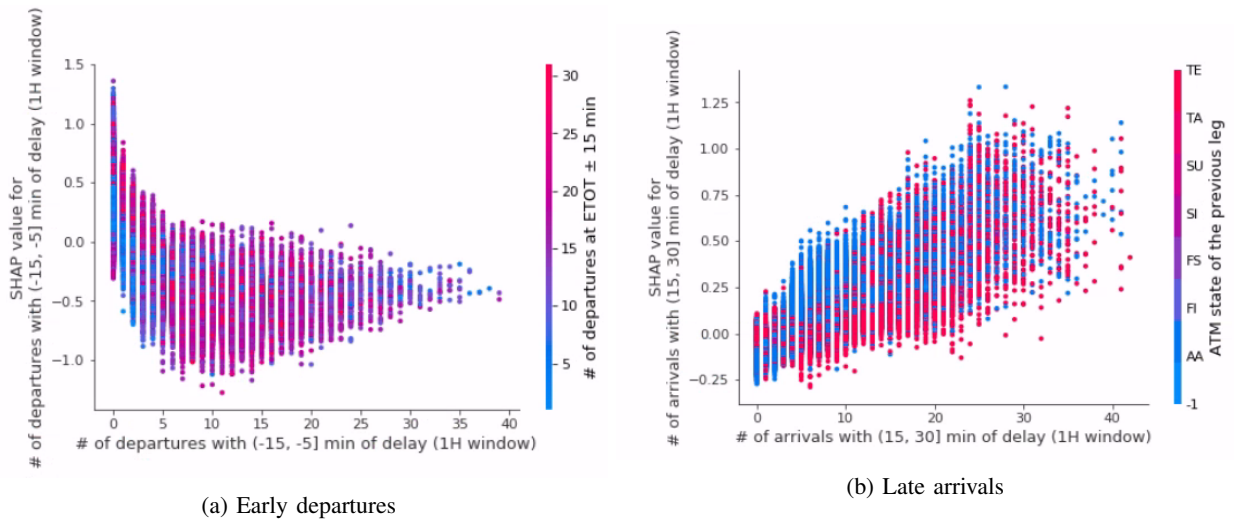 SHAP value for
# of departures with (-15, -5] min of delay (1H window)
1.5
1.0
0.5
0.0
−0.5
−1.0
0
5
10
15
20
25
30
35
40
# of departures with (-15, -5] min of delay (1H window)
30
25
20
15
10
5
# of departures at ETOT ± 15 min
(a) Early departures
SHAP value for
# of arrivals with (15, 30] min of delay (1H window)
1.25
1.00
0.75
0.50
0.25
0.00
−0.25
0
10
20
30
40
# of arrivals with (15, 30] min of delay (1H window)
TE
TA
SU
SI
FS
FI
AA
-1
ATM state of the previous leg
(b) Late arrivals